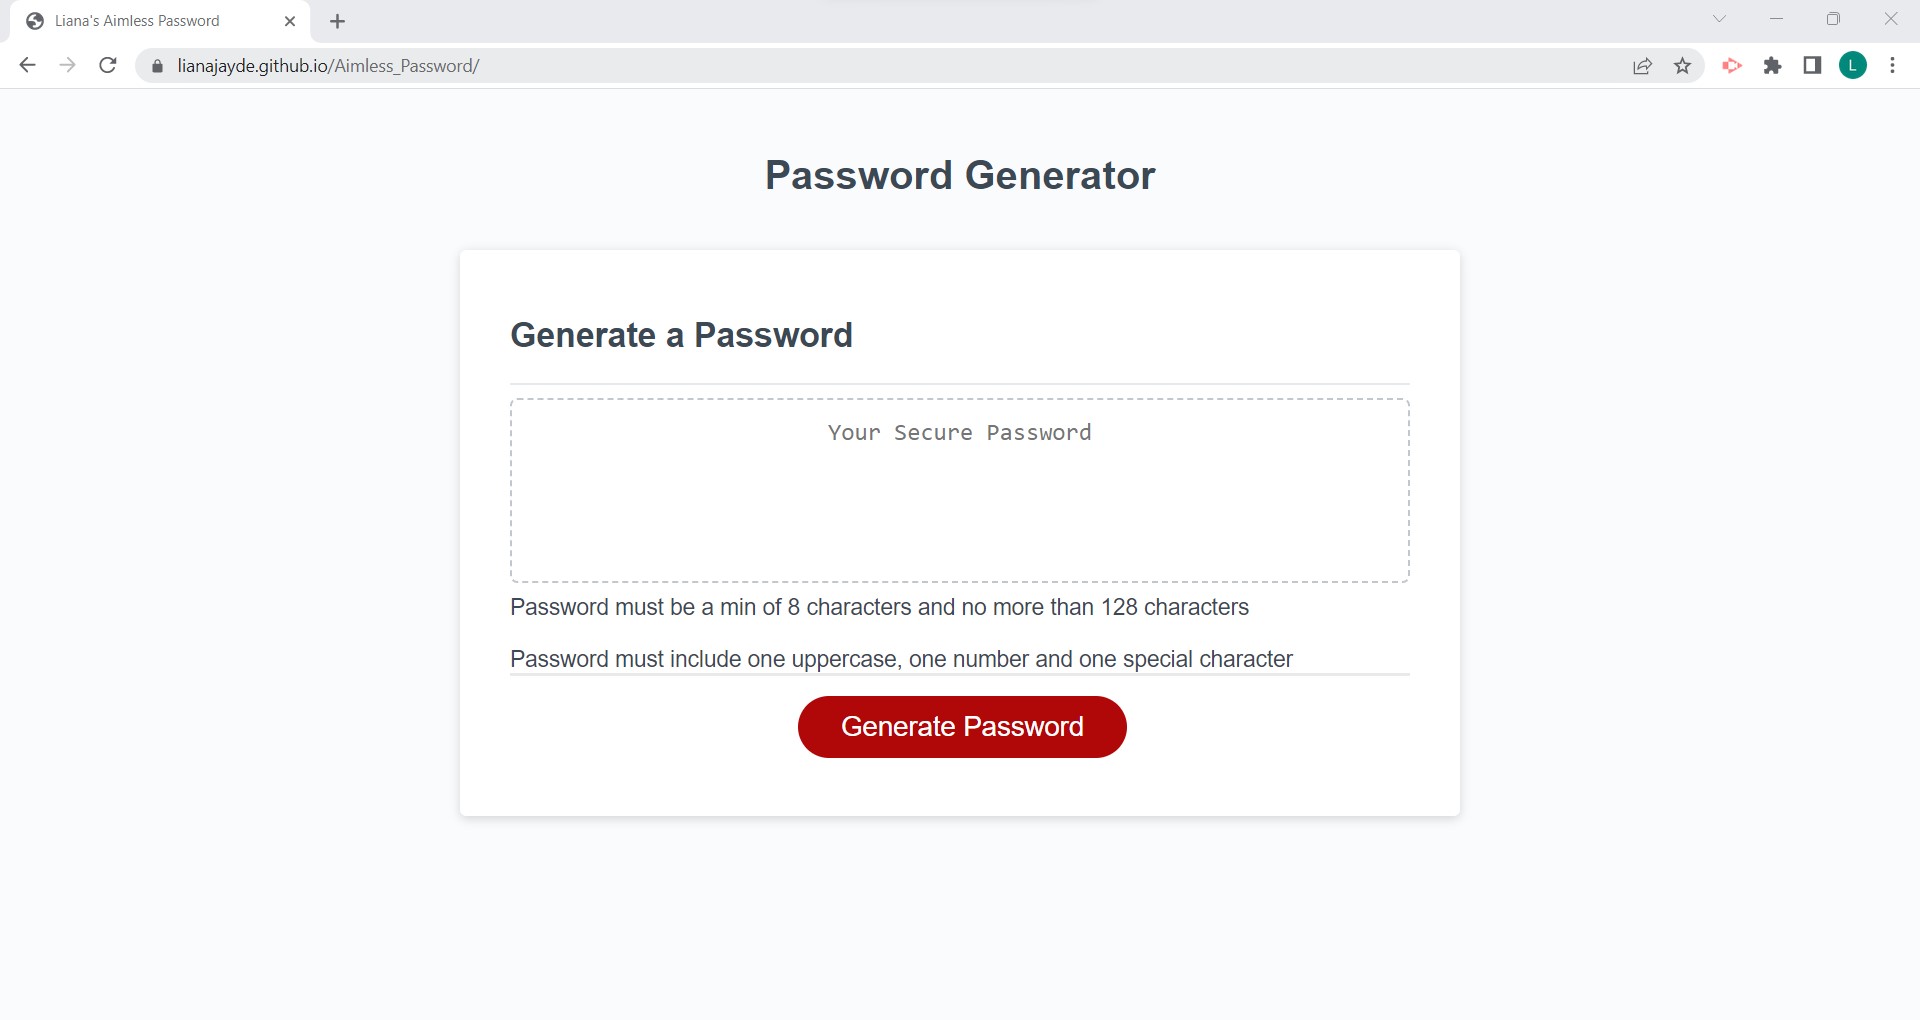 Liana's Aimless Password
lianajayde.github.io/Aimless_Password/
L
Password Generator
Generate a Password
Your Secure Password
Password must be a min of 8 characters and no more than 128 characters
Password must include one uppercase, one number and one special character
Generate Password